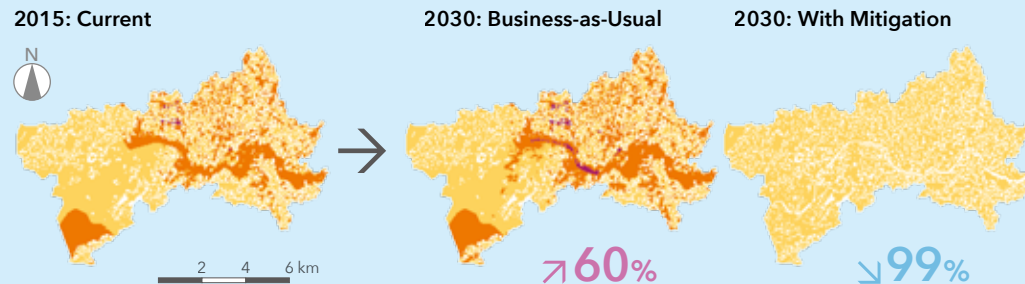 2015: Current
2030: Business-as-Usual
2030: With Mitigation
N
2 4 6 km
60%
99%